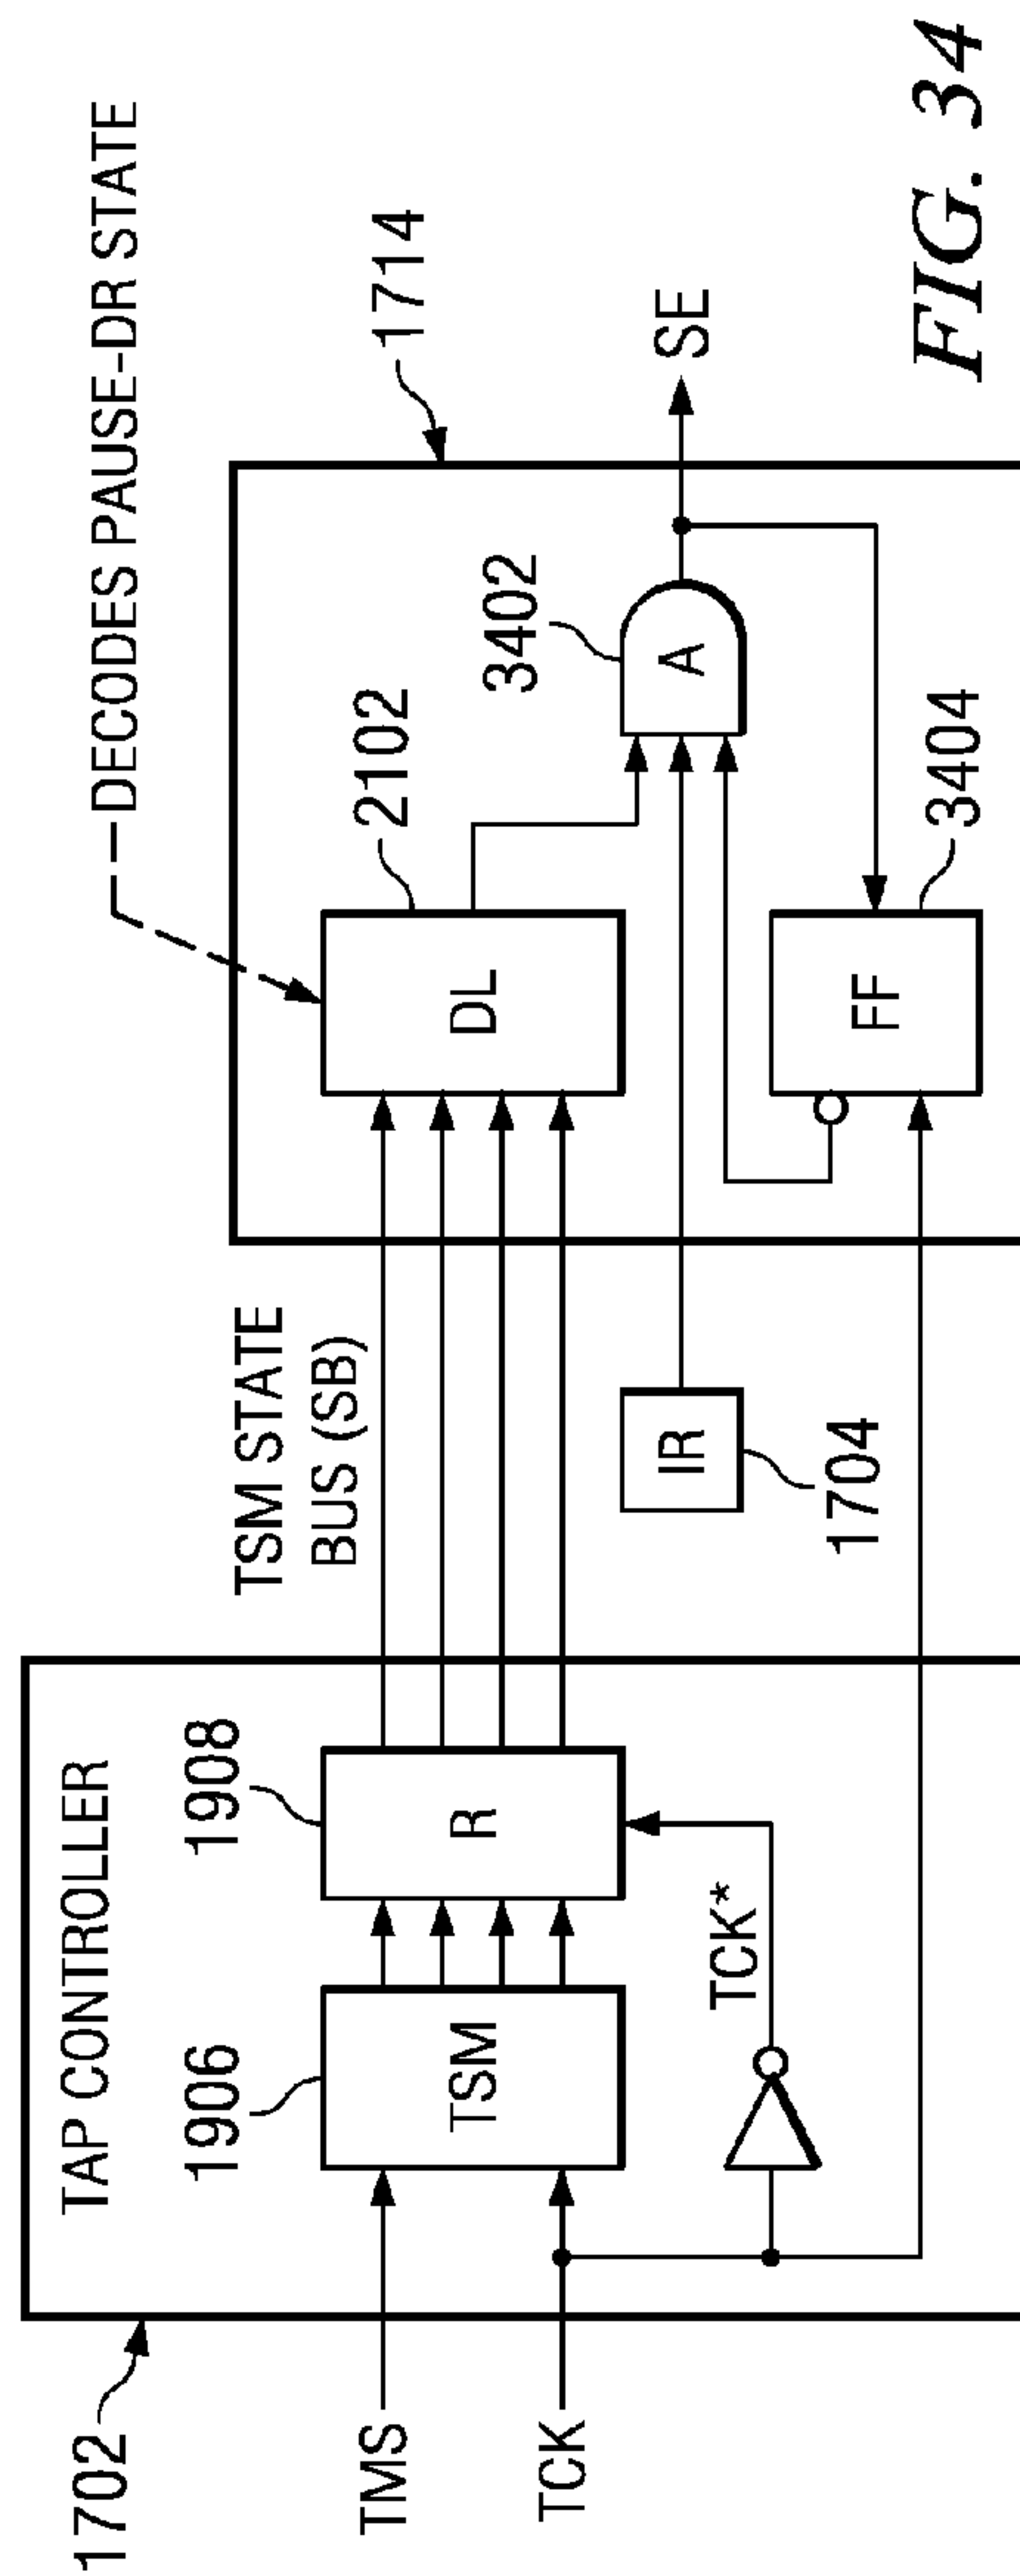 DECODES PAUSE-DR STATE
1702
TAP CONTROLLER
1906
1908
TSM STATE
BUS (SB)
2102
1714
TMS
TSM
R
DL
3402
TCK
TCK*
IR
A
SE
1704
FF
3404
FIG. 34